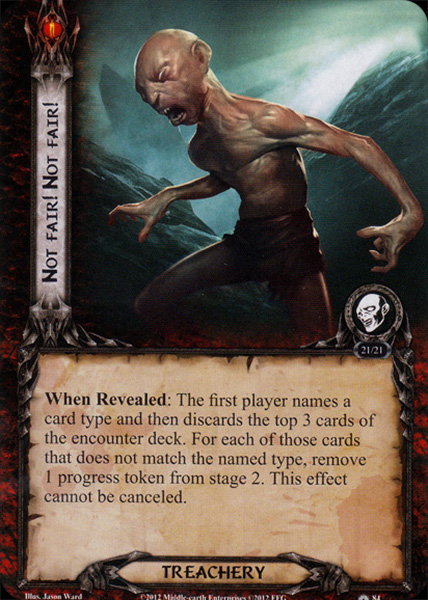 NOT FAIR! NOT FAIR!
21/21
When Revealed: The first player names a
card type and then discards the top 3 cards of
the encounter deck. For each of those cards
that does not match the named type, remove
1 progress token from stage 2. This effect
cannot be canceled.
TREACHERY
Illus. Jason Ward
©2012 Middle-earth Enterprises ©2012 FFG
84